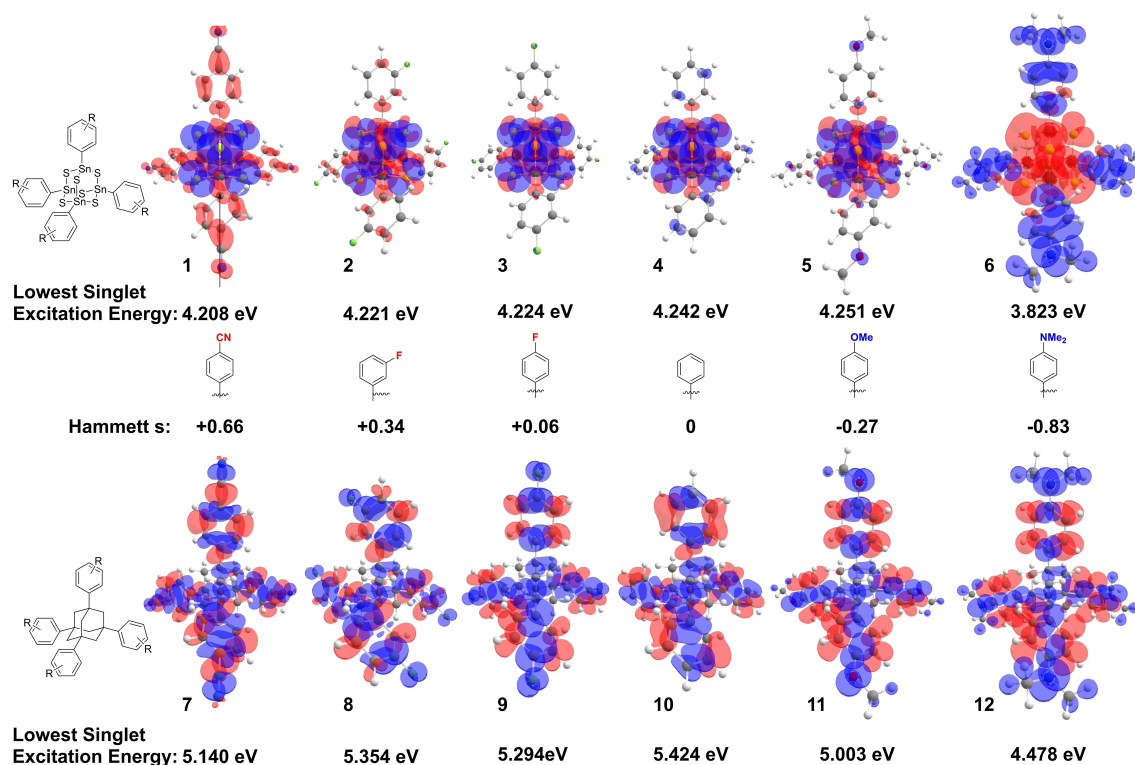 R
Sn
S S
S
R Sn S Sn
S Sn S R
R
1 2 3 4 5 6
Lowest Singlet
Excitation Energy: 4.208 eV 4.221 eV 4.224 eV 4.242 eV 4.251 eV 3.823 eV
CN F F OMe NMe2
Hammett s: +0.66 +0.34 +0.06 0 -0.27 -0.83
R
R
R
R
7 8 9 10 11 12
Lowest Singlet
Excitation Energy: 5.140 eV 5.354 eV 5.294eV 5.424 eV 5.003 eV 4.478 eV